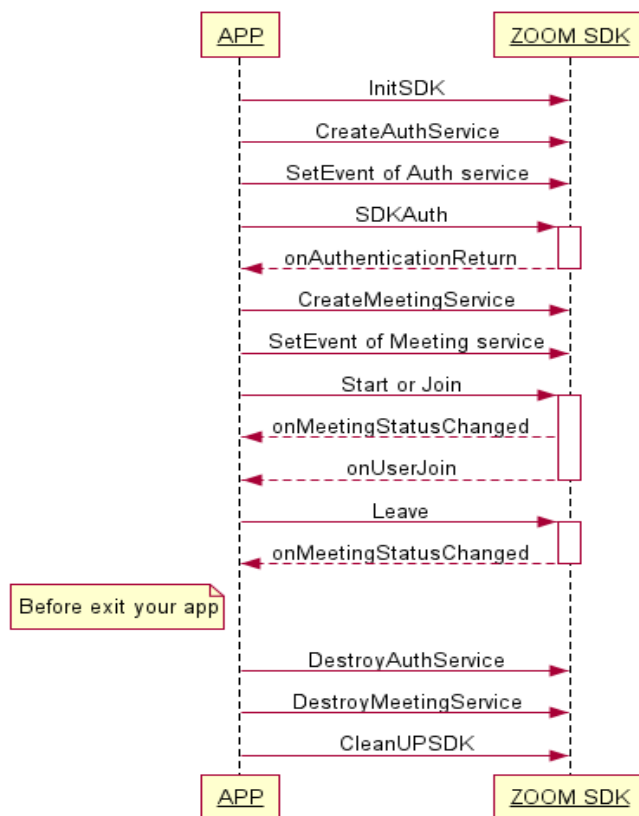 APP
ZOOM SDK
InitSDK
CreateAuthService
SetEvent of Auth service
SDKAuth
onAuthenticationReturn
CreateMeetingService
SetEvent of Meeting service
Start or Join
onMeetingStatusChanged
onUserJoin
Leave
onMeetingStatusChanged
Before exit your app
DestroyAuthService
DestroyMeetingService
CleanUPSDK
APP
ZOOM SDK